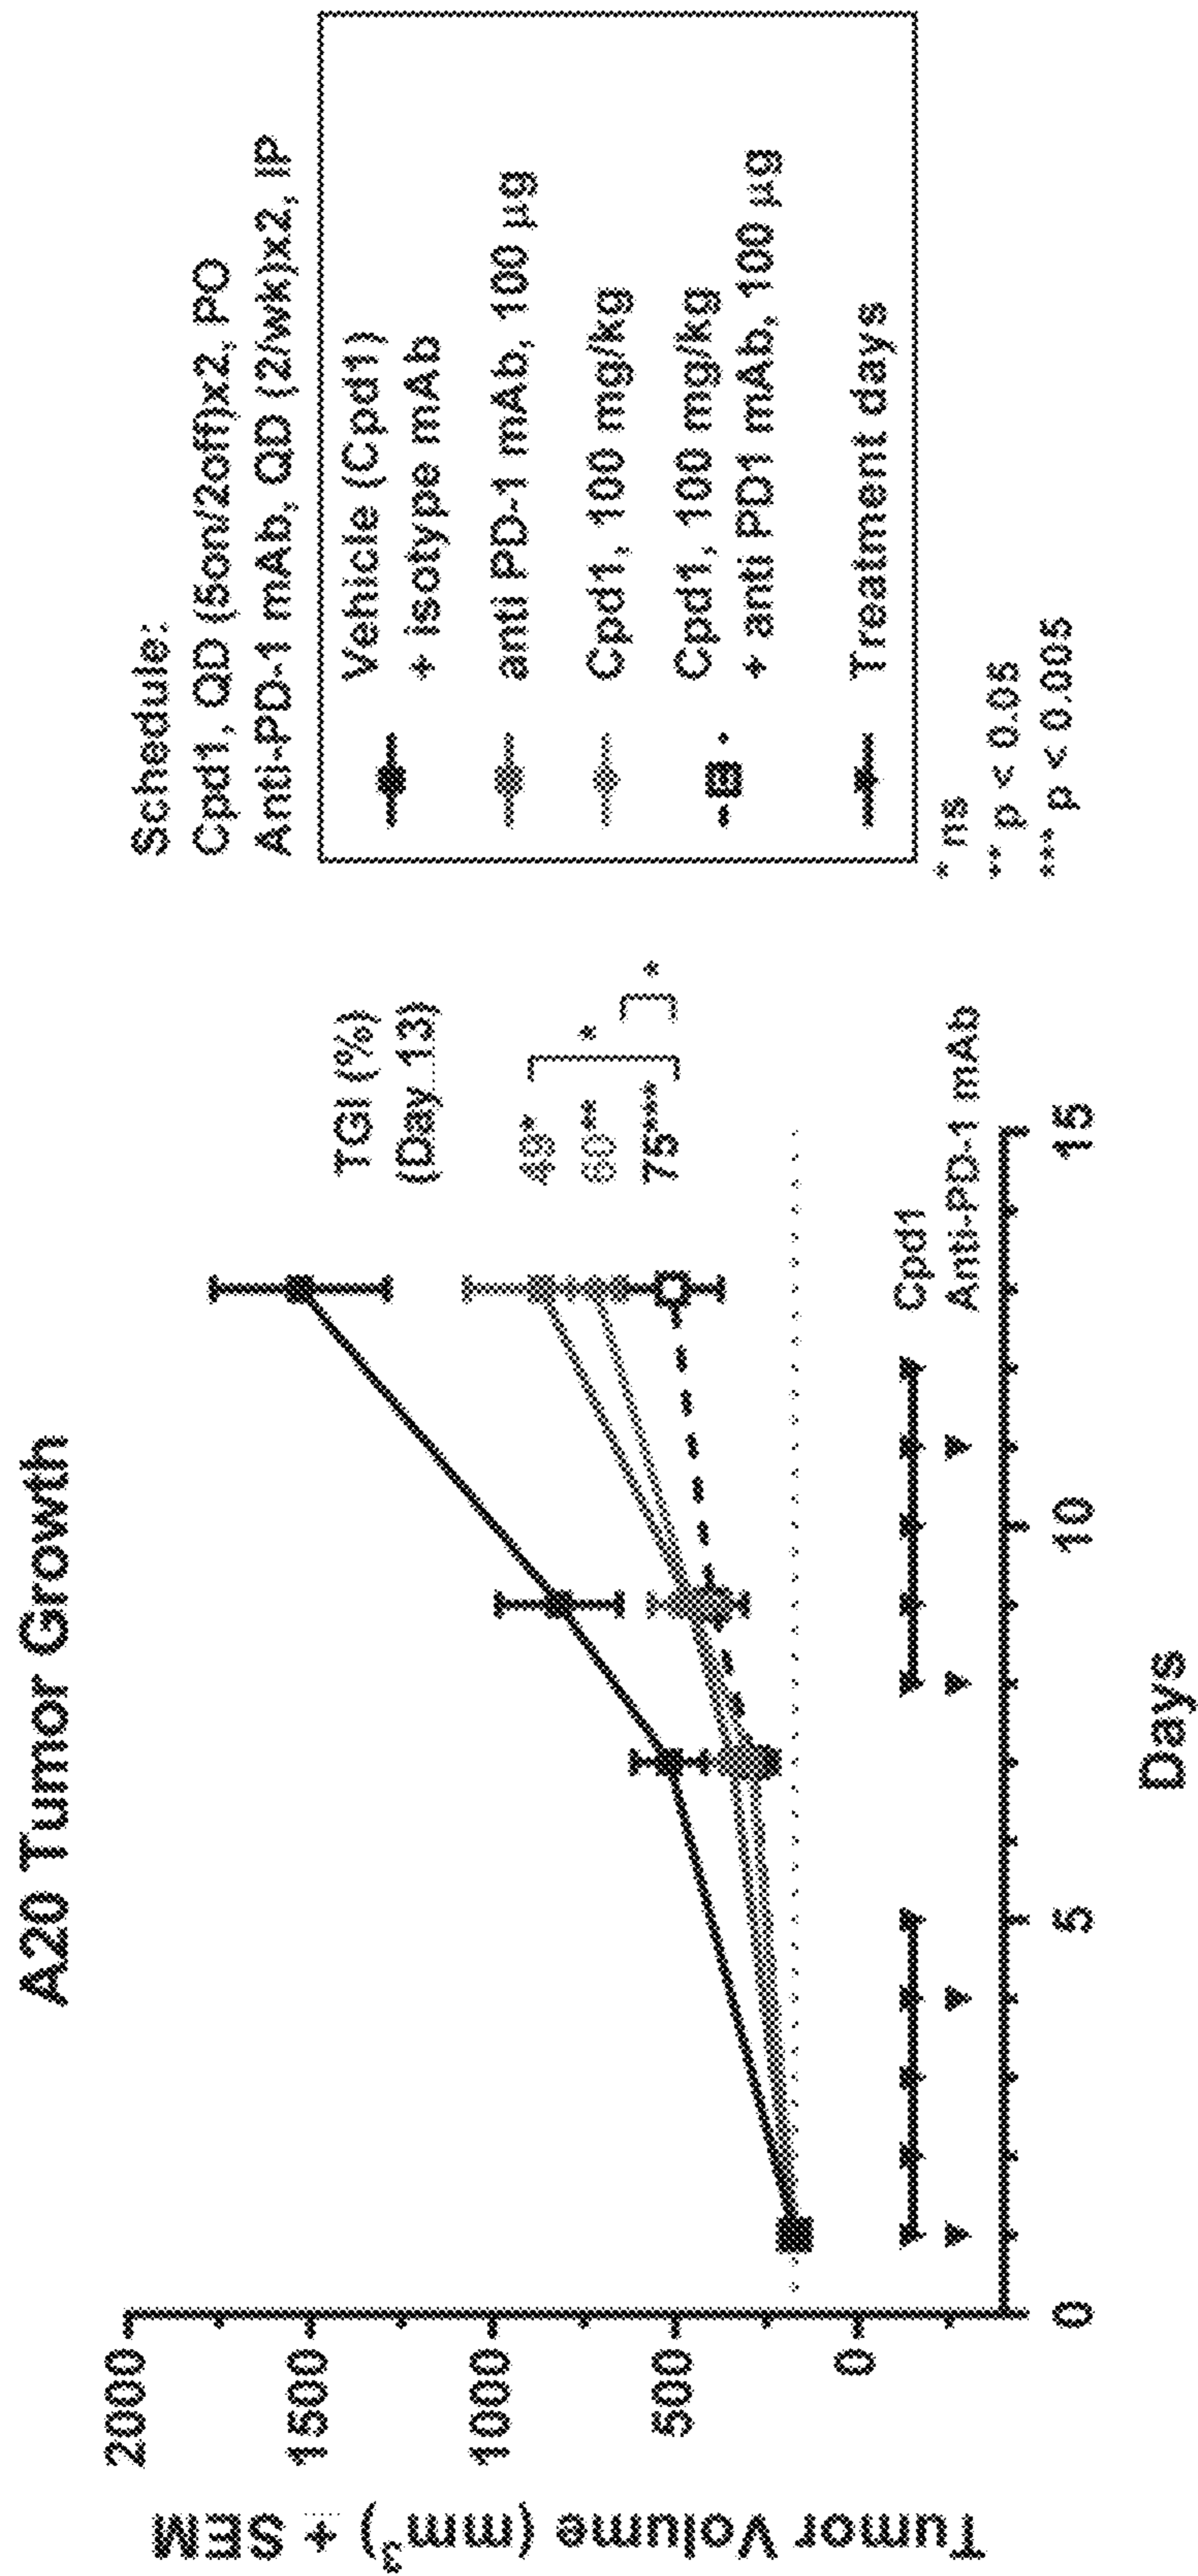 A20 Tumor Growth
Tumor Volume (mm3) ± SEM
2000
1500
1000
500
0
0
5
10
15
Days
TGI (%)
(Day 13)
49*
60**
75***
*
*
Cpd1
Anti-PD-1 mAb
Schedule:
Cpd1, QD (5on/2off)x2, PO
Anti-PD-1 mAb, QD (2/wk)x2, IP
Vehicle (Cpd1)
+ isotype mAb
anti PD-1 mAb, 100 µg
Cpd1, 100 mg/kg
Cpd1, 100 mg/kg
+ anti PD1 mAb, 100 µg
Treatment days
* ns
** p < 0.05
*** p < 0.005